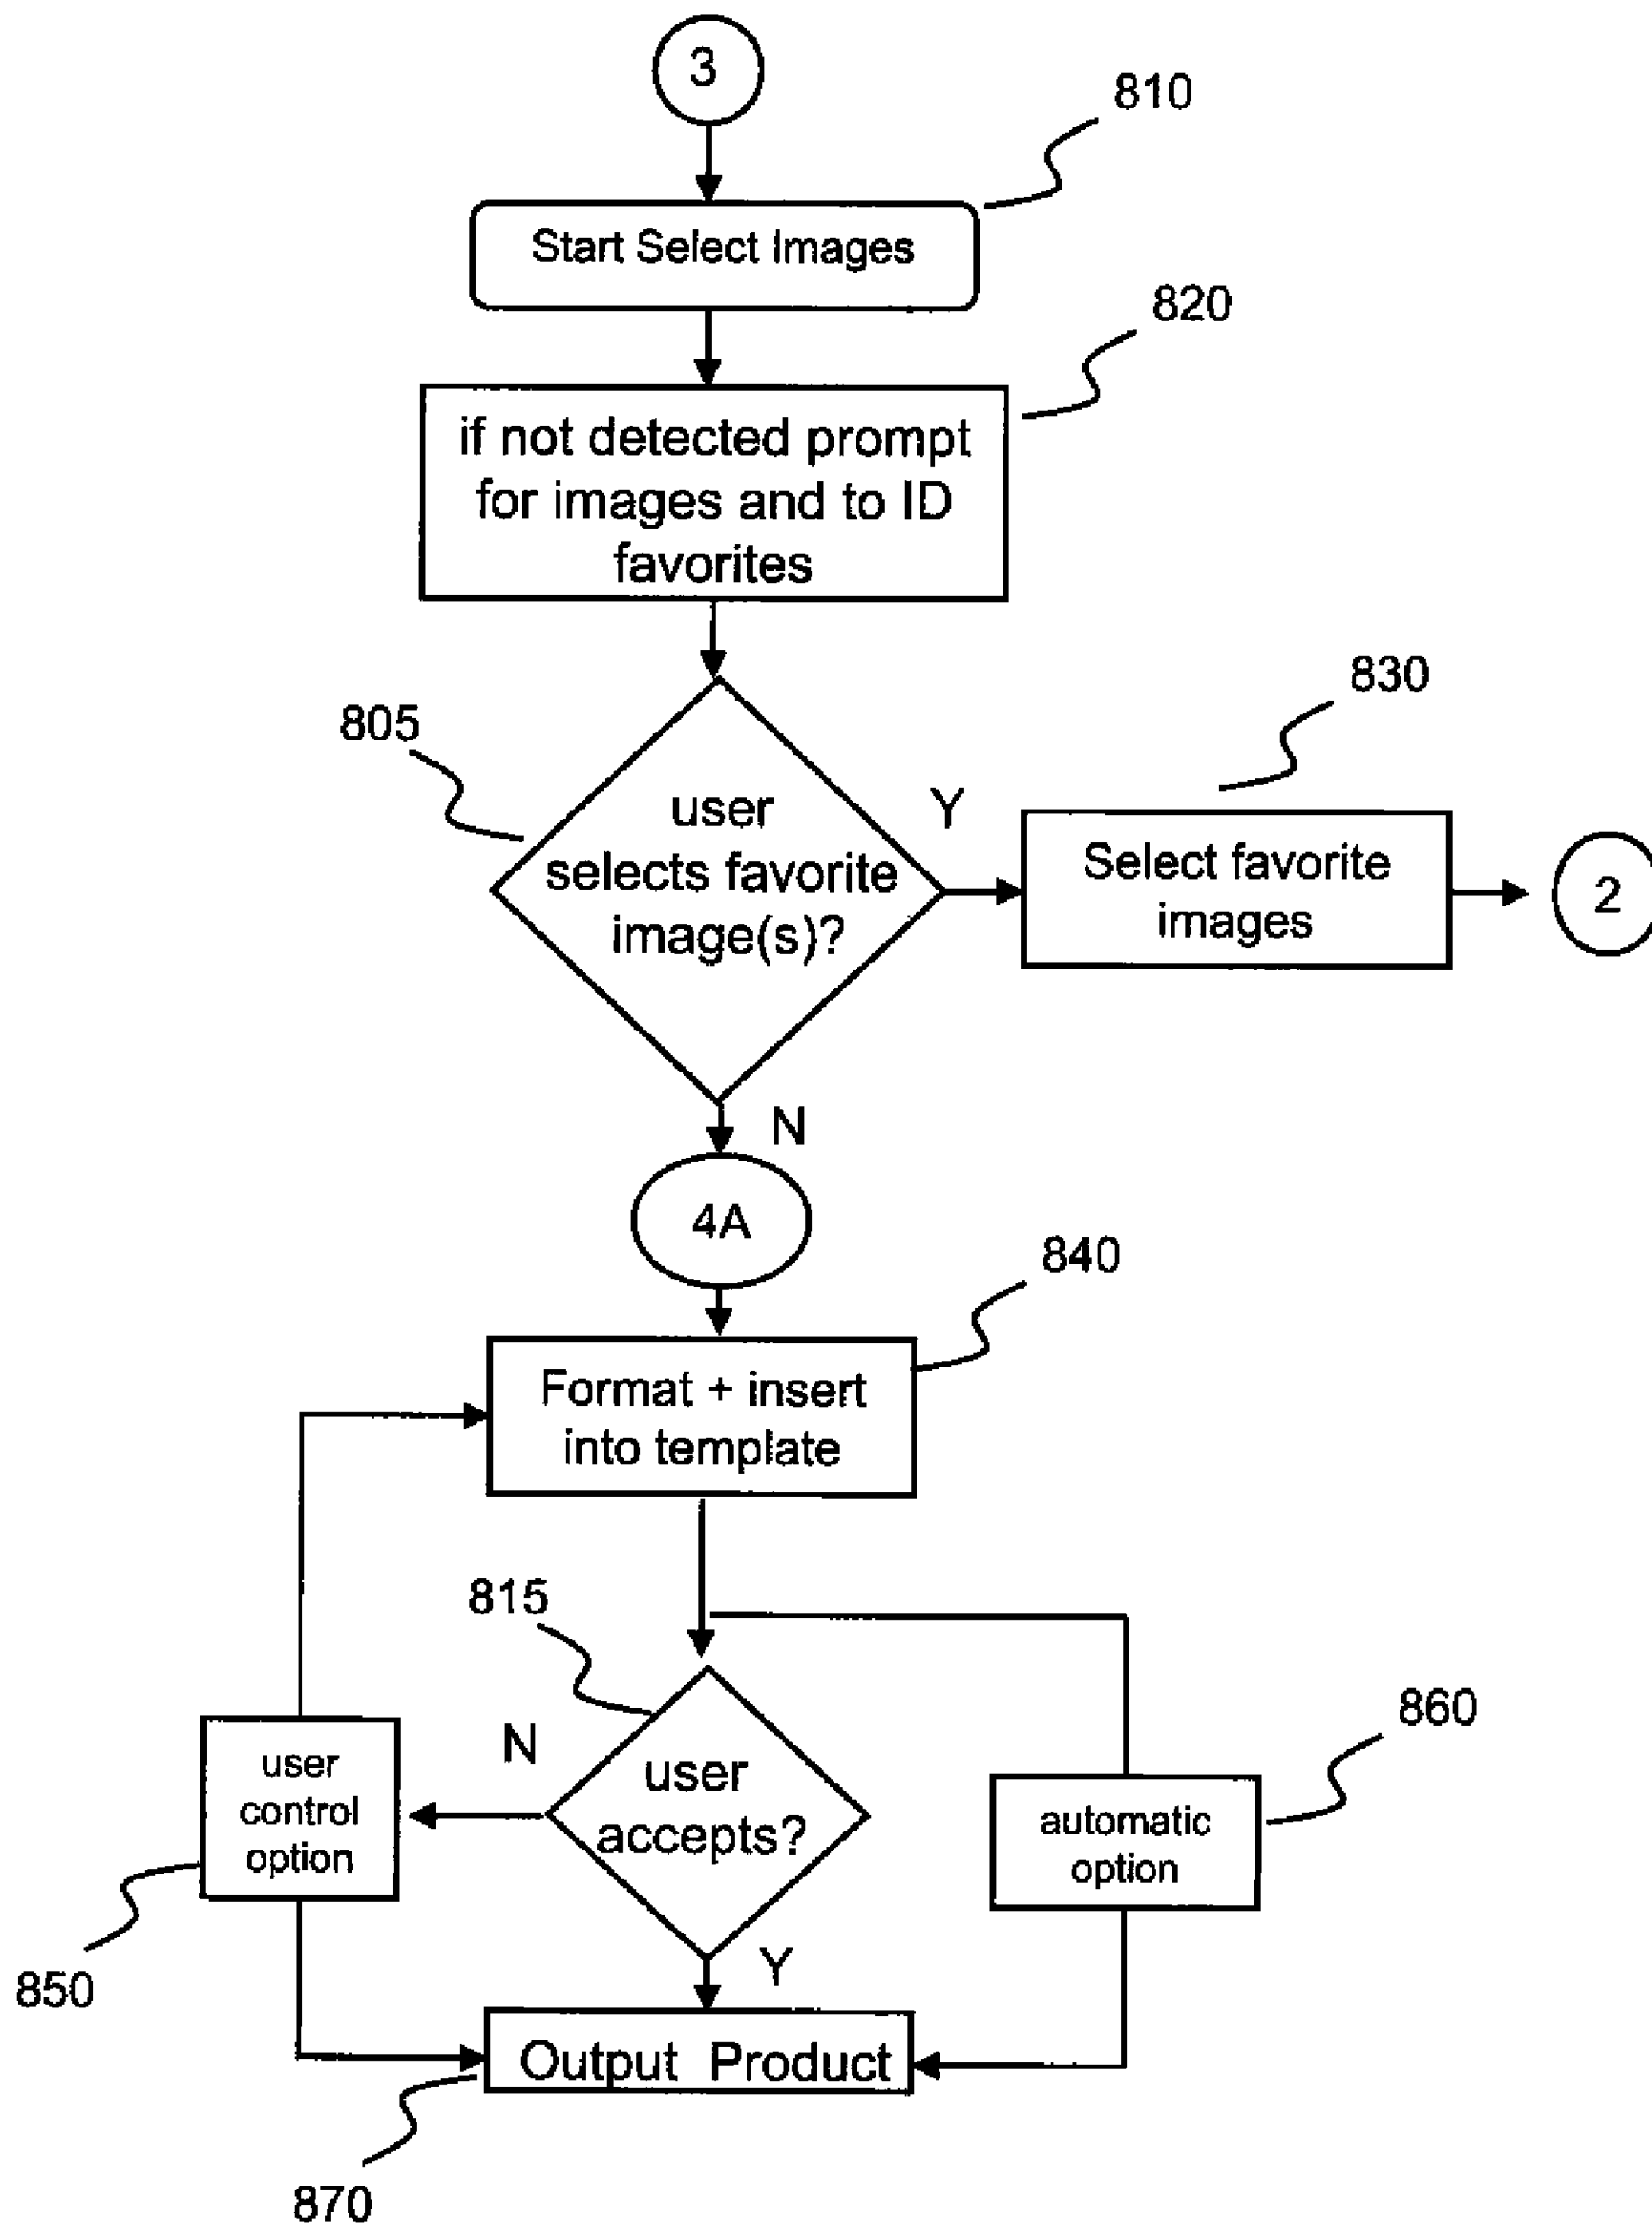 3
810
Start Select Images
820
if not detected prompt
for images and to ID
favorites
830
805
user
selects favorite
image(s)?
Y
Select favorite
images
2
N
4A
840
Format + insert
into template
815
860
N
user
control
option
user
accepts?
automatic
option
850
Y
Output Product
870